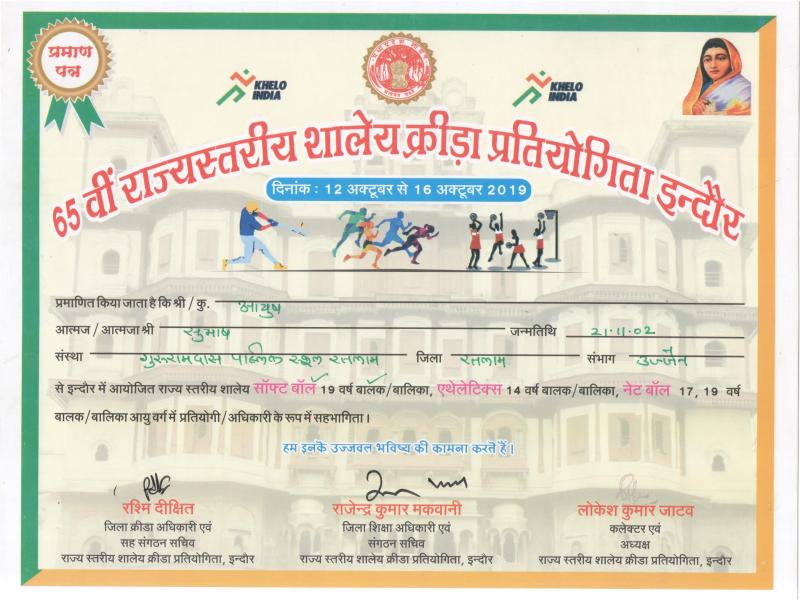 प्रमाण
पत्र
KHELO
INDIA
KHELO
INDIA
65 वीं राज्यस्तरीय शालेय क्रीड़ा प्रतियोगिता इन्दौर
दिनांक : 12 अक्टूबर से 16 अक्टूबर 2019
प्रमाणित किया जाता है कि श्री / कु. आयुष
आत्मज / आत्मजा श्री सुभाष जन्मतिथि 21.11.02
संस्था गुरुरामदास पब्लिक स्कूल रतलाम जिला रतलाम संभाग उज्जैन
से इन्दौर में आयोजित राज्य स्तरीय शालेय सॉफ्ट बॉल 19 वर्ष बालक/बालिका, एथेलेटिक्स 14 वर्ष बालक/बालिका, नेट बॉल 17, 19 वर्ष
बालक/बालिका आयु वर्ग में प्रतियोगी/अधिकारी के रूप में सहभागिता।
हम इनके उज्जवल भविष्य की कामना करते हैं।
रश्मि दीक्षित राजेन्द्र कुमार मकवानी लोकेश कुमार जाटव
जिला क्रीडा अधिकारी एवं जिला शिक्षा अधिकारी एवं कलेक्टर एवं
सह संगठन सचिव संगठन सचिव अध्यक्ष
राज्य स्तरीय शालेय क्रीडा प्रतियोगिता, इन्दौर राज्य स्तरीय शालेय क्रीडा प्रतियोगिता, इन्दौर राज्य स्तरीय शालेय क्रीडा प्रतियोगिता, इन्दौर